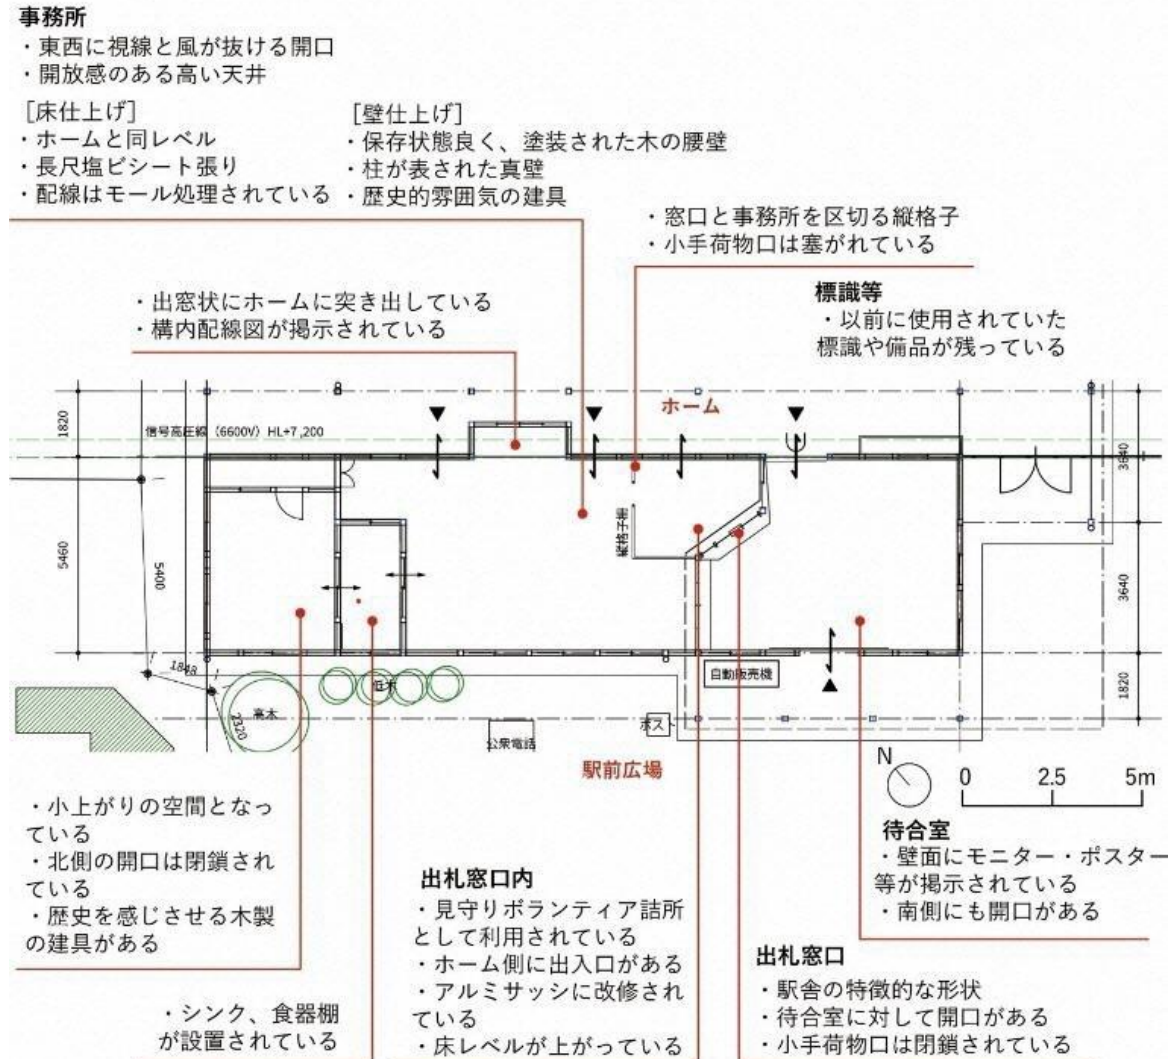 事務所
・東西に視線と風が抜ける開口
・開放感のある高い天井
［床仕上げ］
・ホームと同レベル
・長尺塩ビシート張り
・配線はモール処理されている
［壁仕上げ］
・保存状態良く、塗装された木の腰壁
・柱が表された真壁
・歴史的雰囲気の建具
・窓口と事務所を区切る縦格子
・小手荷物口は塞がれている
・出窓状にホームに突き出している
・構内配線図が掲示されている
標識等
・以前に使用されていた
標識や備品が残っている
ホーム
信号高圧線（6600V）HL+7,200
1820
5460
5400
1848
2320
3640
3640
1820
縦格子柵
自動販売機
高木
低木
公衆電話
ポスト
駅前広場
N
0 2.5 5m
・小上がりの空間となっ
ている
・北側の開口は閉鎖され
ている
・歴史を感じさせる木製
の建具がある
・シンク、食器棚
が設置されている
出札窓口内
・見守りボランティア詰所
として利用されている
・ホーム側に出入口がある
・アルミサッシに改修され
ている
・床レベルが上がっている
待合室
・壁面にモニター・ポスター
等が掲示されている
・南側にも開口がある
出札窓口
・駅舎の特徴的な形状
・待合室に対して開口がある
・小手荷物口は閉鎖されている